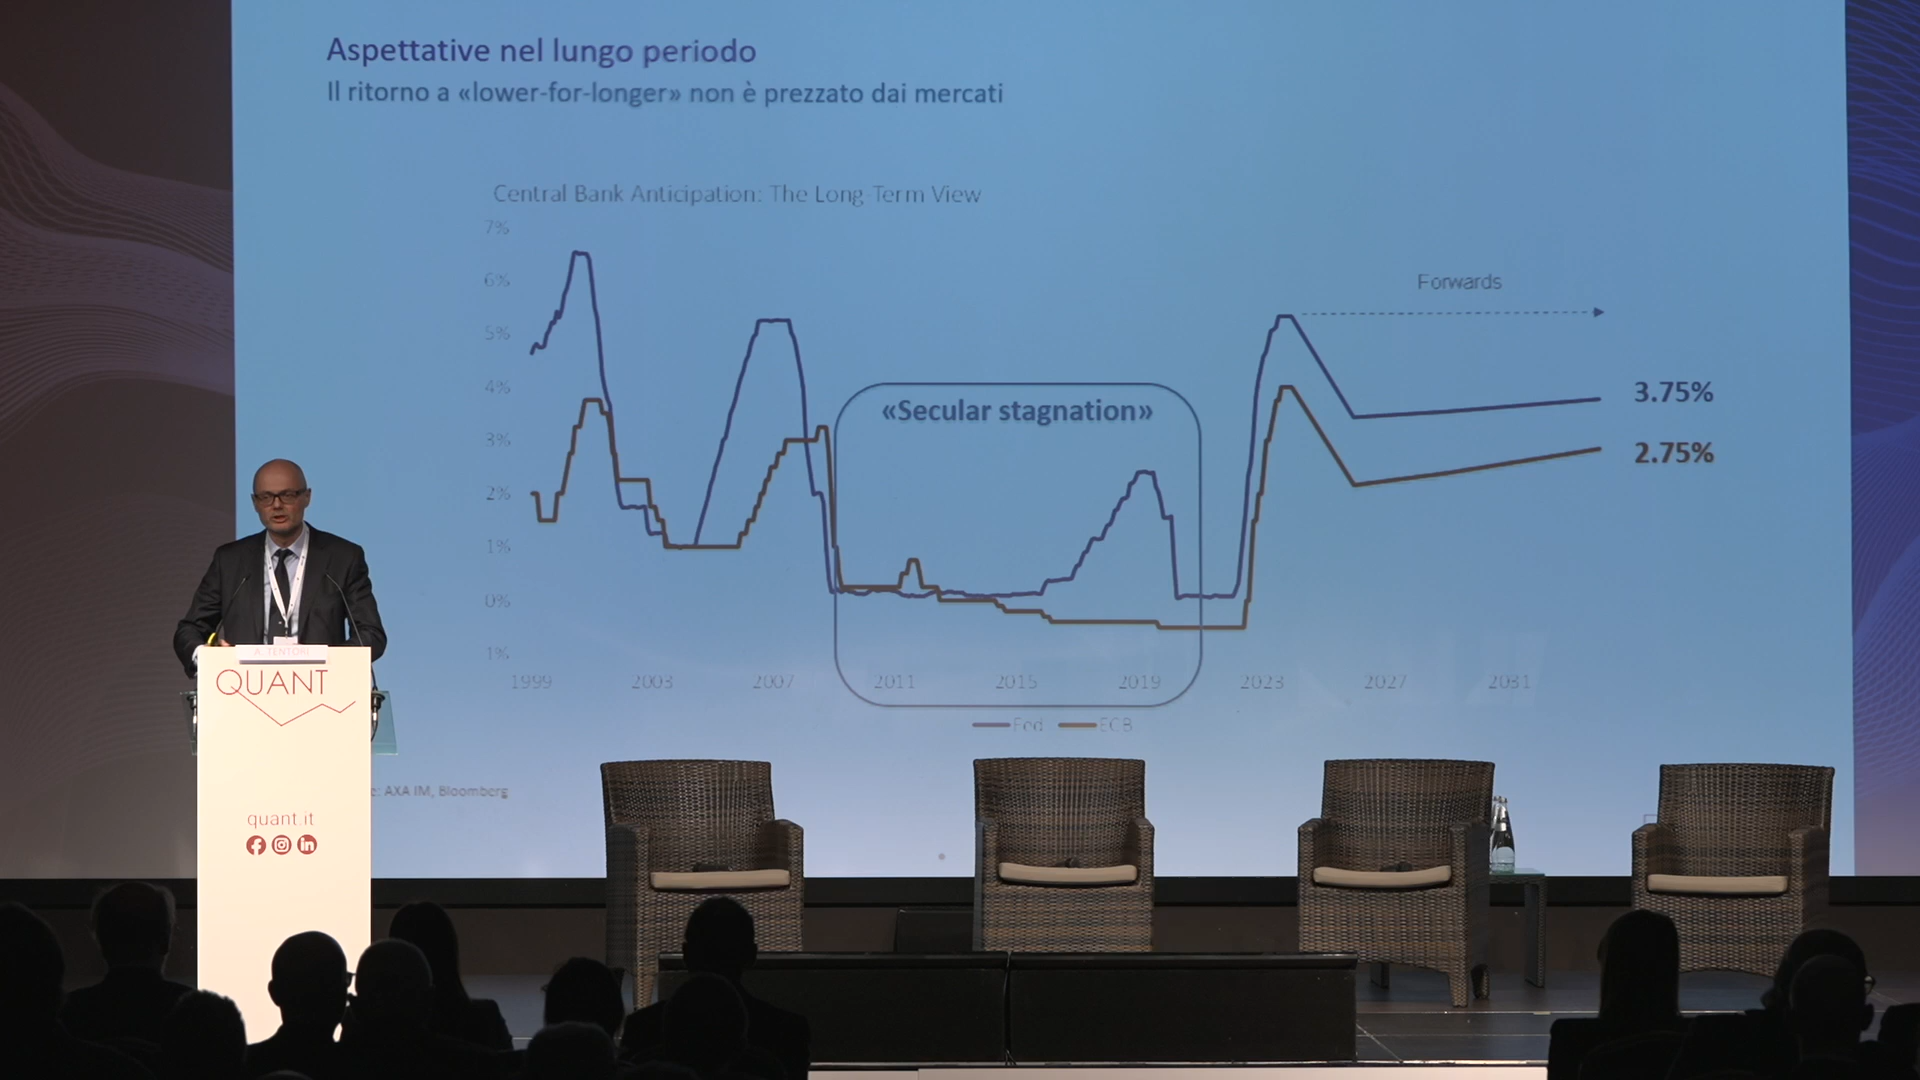 Aspettative nel lungo periodo
Il ritorno a «lower-for-longer» non è prezzato dai mercati
Central Bank Anticipation: The Long-Term View
7%
6%
5%
4%
3%
2%
1%
0%
1%
Forwards
3.75%
2.75%
«Secular stagnation»
1999 2003 2007 2011 2015 2019 2023 2027 2031
Fed ECB
: AXA IM, Bloomberg
A. TENTORI
QUANT
quant.it